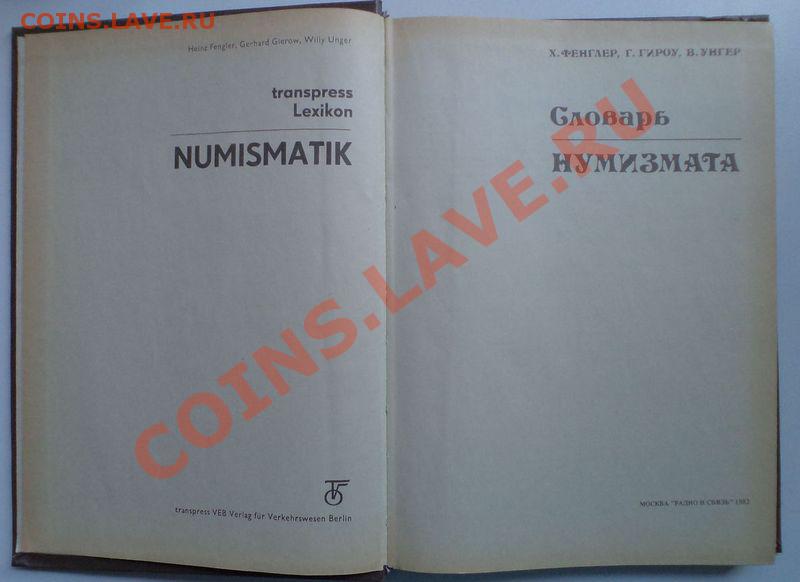 COINS.LAVE.RU
Heinz Fengler, Gerhard Gierow, Willy Unger
transpress
Lexikon
NUMISMATIK
transpress VEB Verlag für Verkehrswesen Berlin
Х. ФЕНГЛЕР, Г. ГИРОУ, В. УНГЕР
Словарь
НУМИЗМАТА
МОСКВА "РАДИО И СВЯЗЬ" 1982
COINS.LAVE.RU